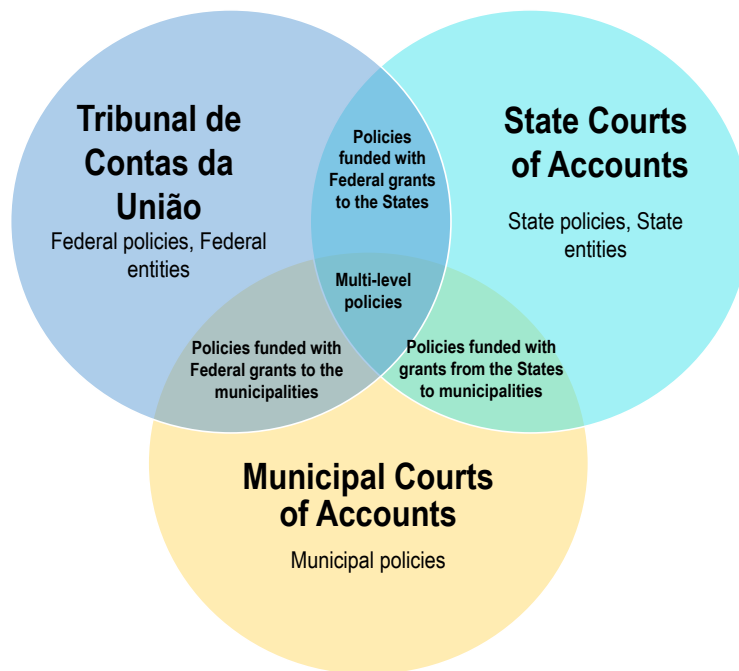 Tribunal de
Contas da
União
Federal policies, Federal
entities
Policies
funded with
Federal grants
to the States
State Courts
of Accounts
State policies, State
entities
Multi-level
policies
Policies funded with
Federal grants to the
municipalities
Policies funded with
grants from the States
to municipalities
Municipal Courts
of Accounts
Municipal policies